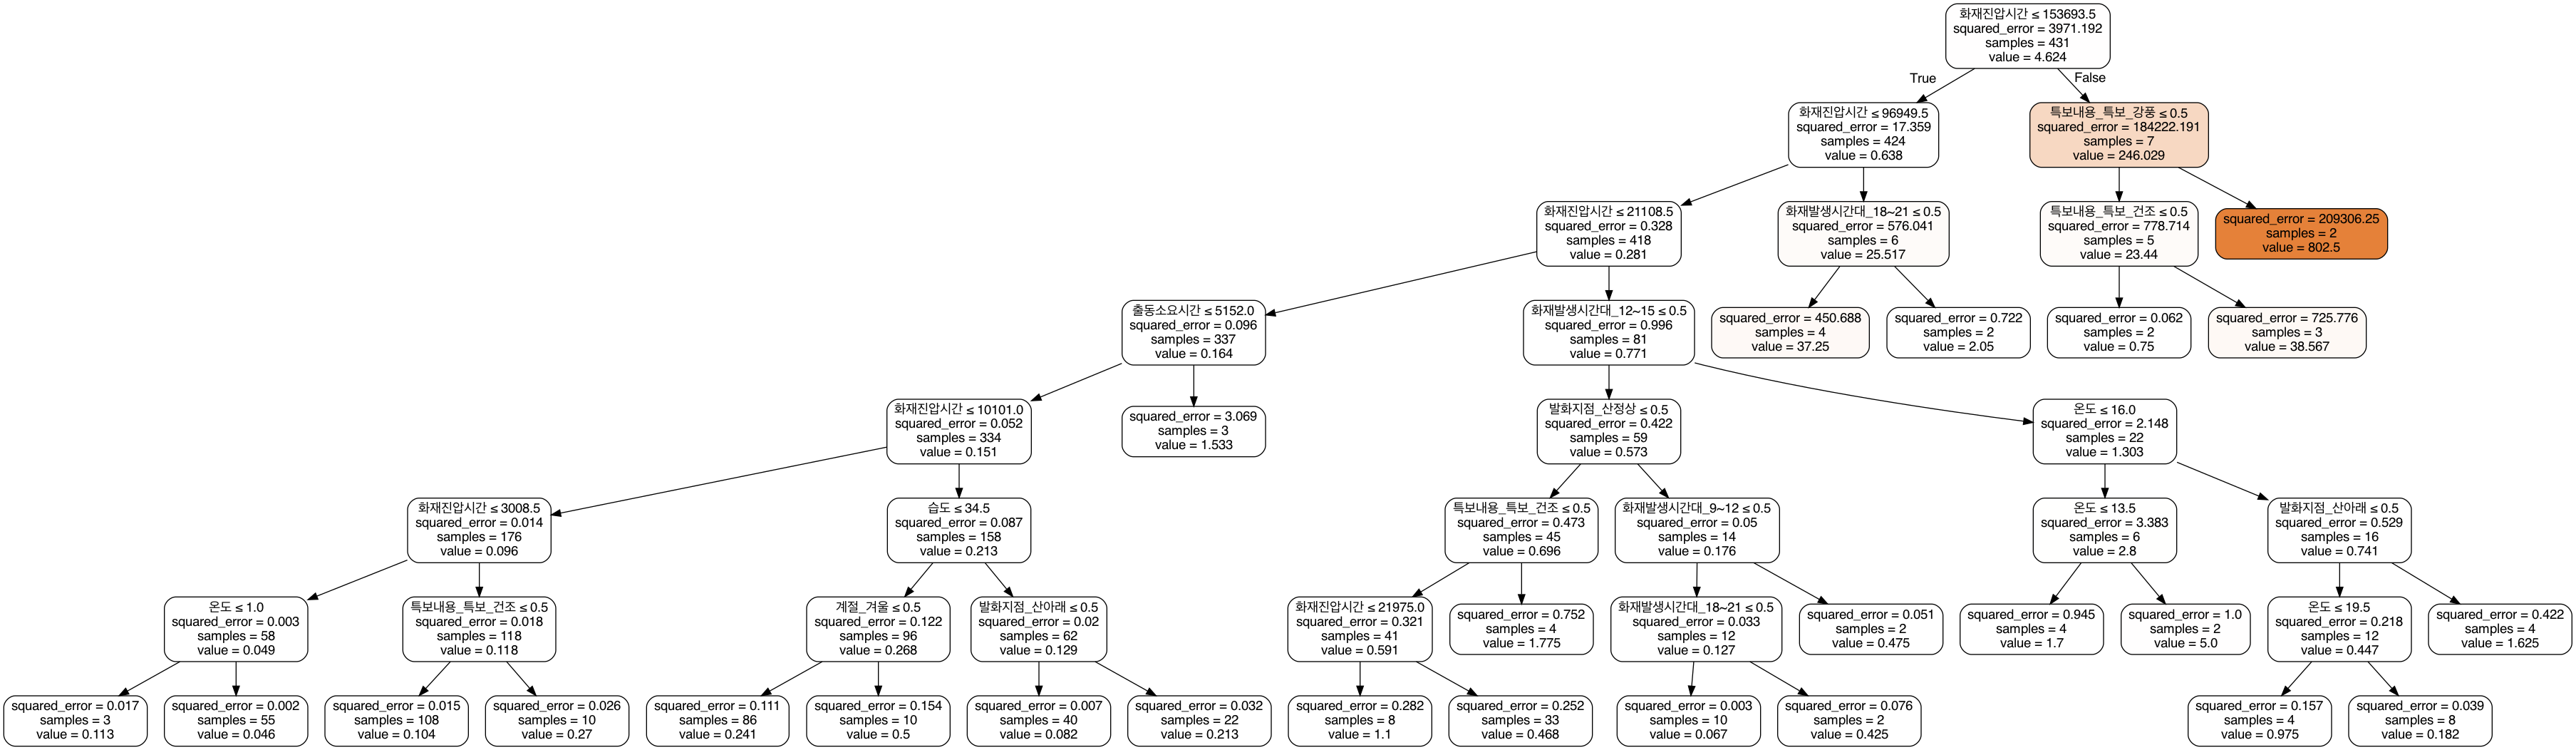 화재진압시간 ≤ 153693.5
squared_error = 3971.192
samples = 431
value = 4.624
True
False
화재진압시간 ≤ 96949.5
squared_error = 17.359
samples = 424
value = 0.638
특보내용_특보_강풍 ≤ 0.5
squared_error = 184222.191
samples = 7
value = 246.029
화재진압시간 ≤ 21108.5
squared_error = 0.328
samples = 418
value = 0.281
화재발생시간대_18~21 ≤ 0.5
squared_error = 576.041
samples = 6
value = 25.517
특보내용_특보_건조 ≤ 0.5
squared_error = 778.714
samples = 5
value = 23.44
squared_error = 209306.25
samples = 2
value = 802.5
출동소요시간 ≤ 5152.0
squared_error = 0.096
samples = 337
value = 0.164
화재발생시간대_12~15 ≤ 0.5
squared_error = 0.996
samples = 81
value = 0.771
squared_error = 450.688
samples = 4
value = 37.25
squared_error = 0.722
samples = 2
value = 2.05
squared_error = 0.062
samples = 2
value = 0.75
squared_error = 725.776
samples = 3
value = 38.567
화재진압시간 ≤ 10101.0
squared_error = 0.052
samples = 334
value = 0.151
squared_error = 3.069
samples = 3
value = 1.533
발화지점_산정상 ≤ 0.5
squared_error = 0.422
samples = 59
value = 0.573
온도 ≤ 16.0
squared_error = 2.148
samples = 22
value = 1.303
화재진압시간 ≤ 3008.5
squared_error = 0.014
samples = 176
value = 0.096
습도 ≤ 34.5
squared_error = 0.087
samples = 158
value = 0.213
특보내용_특보_건조 ≤ 0.5
squared_error = 0.473
samples = 45
value = 0.696
화재발생시간대_9~12 ≤ 0.5
squared_error = 0.05
samples = 14
value = 0.176
온도 ≤ 13.5
squared_error = 3.383
samples = 6
value = 2.8
발화지점_산아래 ≤ 0.5
squared_error = 0.529
samples = 16
value = 0.741
온도 ≤ 1.0
squared_error = 0.003
samples = 58
value = 0.049
특보내용_특보_건조 ≤ 0.5
squared_error = 0.018
samples = 118
value = 0.118
계절_겨울 ≤ 0.5
squared_error = 0.122
samples = 96
value = 0.268
발화지점_산아래 ≤ 0.5
squared_error = 0.02
samples = 62
value = 0.129
화재진압시간 ≤ 21975.0
squared_error = 0.321
samples = 41
value = 0.591
squared_error = 0.752
samples = 4
value = 1.775
화재발생시간대_18~21 ≤ 0.5
squared_error = 0.033
samples = 12
value = 0.127
squared_error = 0.051
samples = 2
value = 0.475
squared_error = 0.945
samples = 4
value = 1.7
squared_error = 1.0
samples = 2
value = 5.0
온도 ≤ 19.5
squared_error = 0.218
samples = 12
value = 0.447
squared_error = 0.422
samples = 4
value = 1.625
squared_error = 0.017
samples = 3
value = 0.113
squared_error = 0.002
samples = 55
value = 0.046
squared_error = 0.015
samples = 108
value = 0.104
squared_error = 0.026
samples = 10
value = 0.27
squared_error = 0.111
samples = 86
value = 0.241
squared_error = 0.154
samples = 10
value = 0.5
squared_error = 0.007
samples = 40
value = 0.082
squared_error = 0.032
samples = 22
value = 0.213
squared_error = 0.282
samples = 8
value = 1.1
squared_error = 0.252
samples = 33
value = 0.468
squared_error = 0.003
samples = 10
value = 0.067
squared_error = 0.076
samples = 2
value = 0.425
squared_error = 0.157
samples = 4
value = 0.975
squared_error = 0.039
samples = 8
value = 0.182